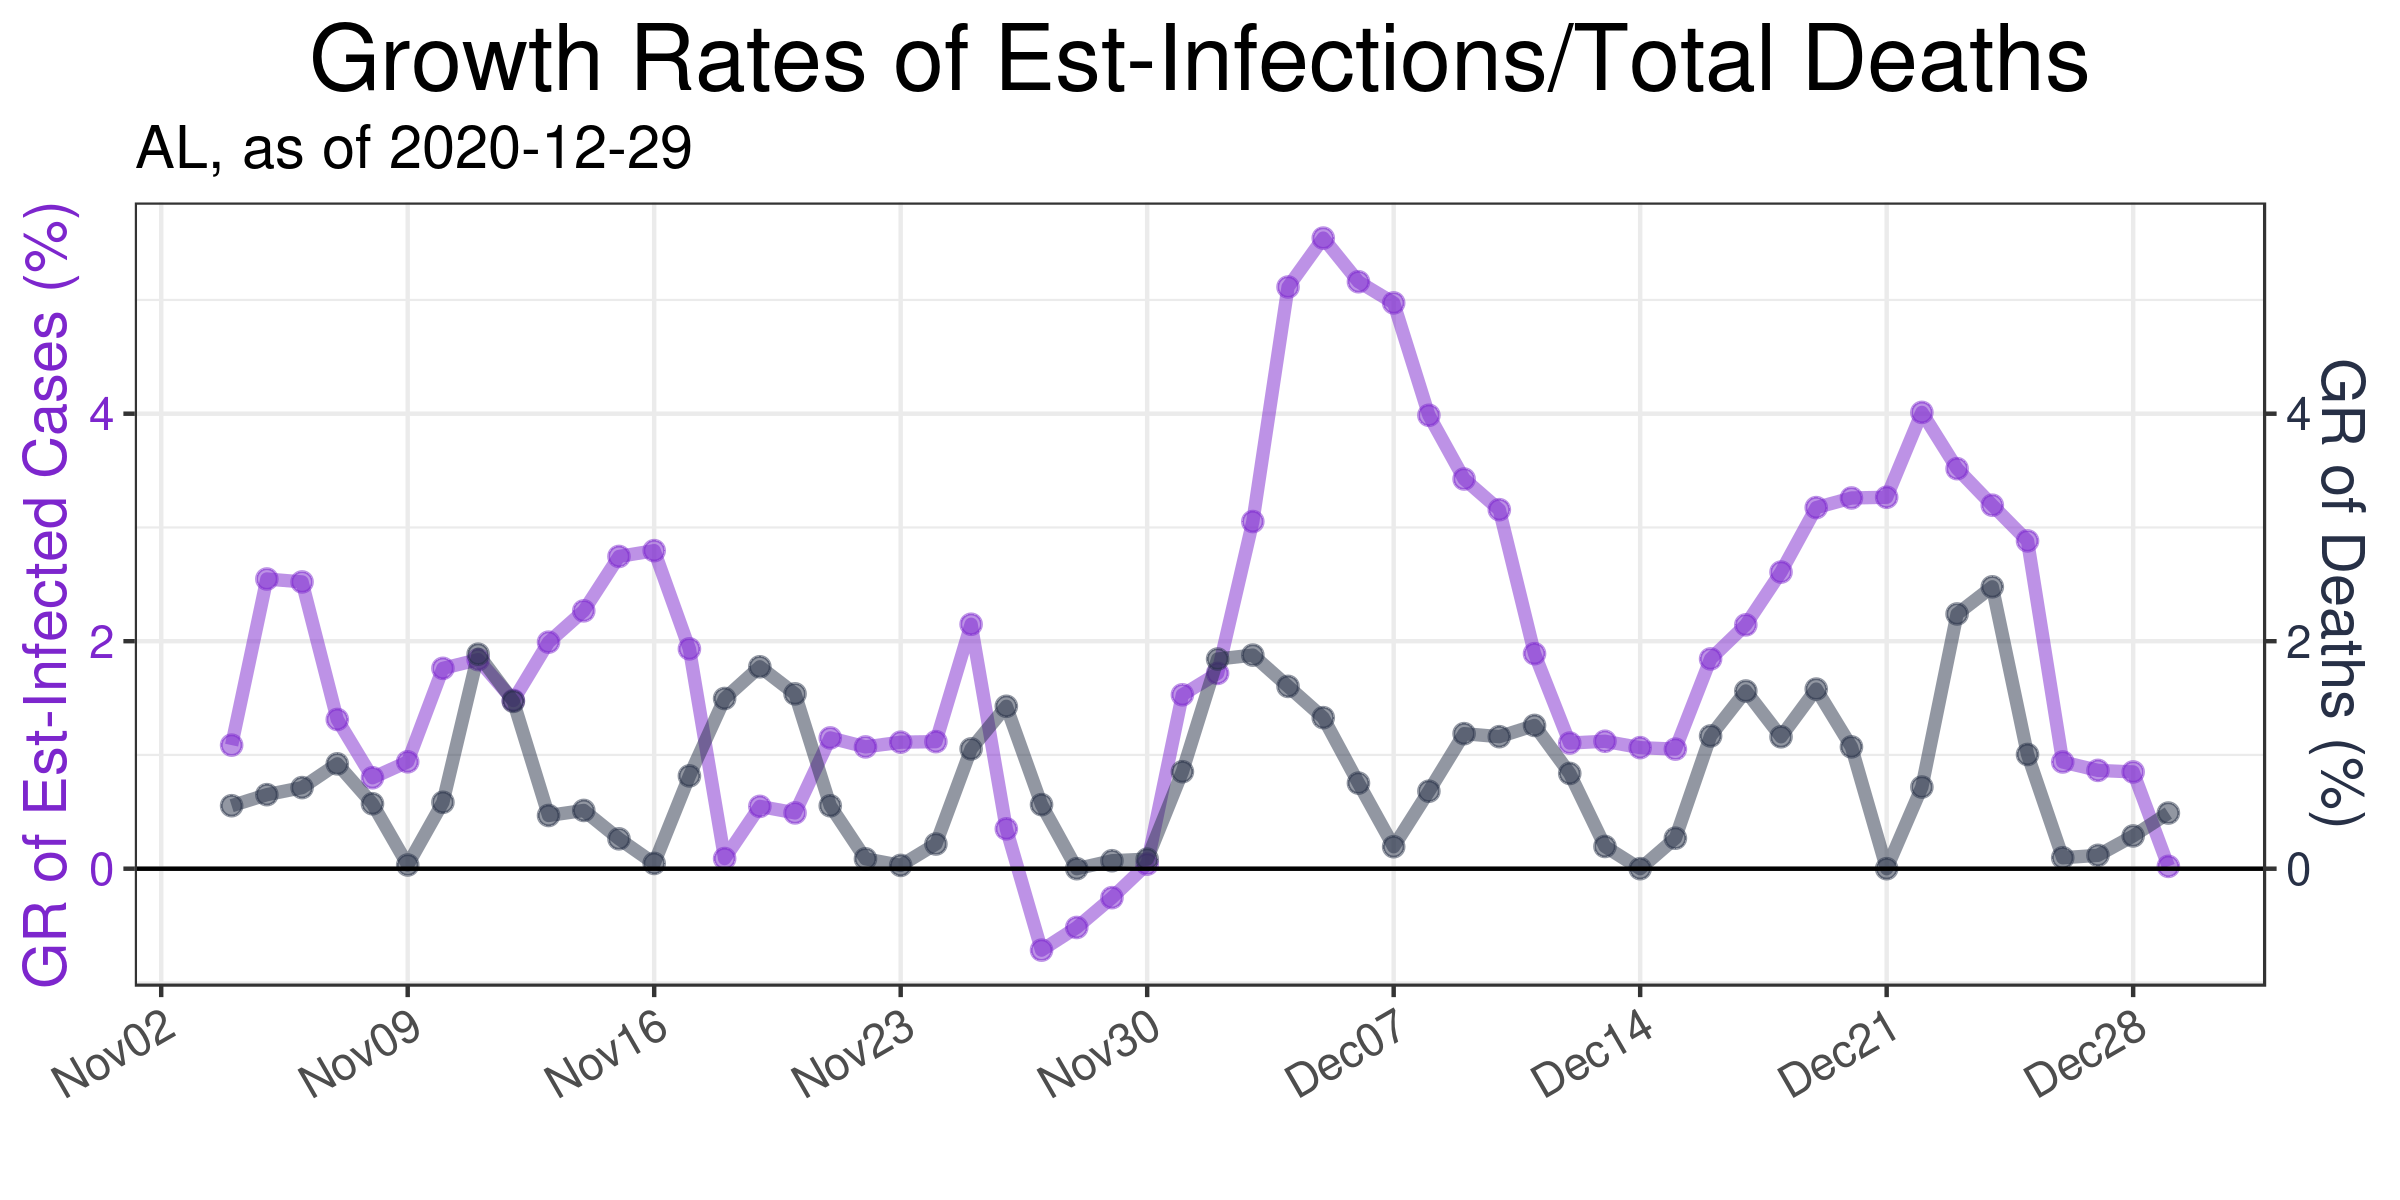 Growth Rates of Est-Infections/Total Deaths
AL, as of 2020-12-29
GR of Est-Infected Cases (%)
4
2
0
4
2
0
GR of Deaths (%)
Nov02
Nov09
Nov16
Nov23
Nov30
Dec07
Dec14
Dec21
Dec28